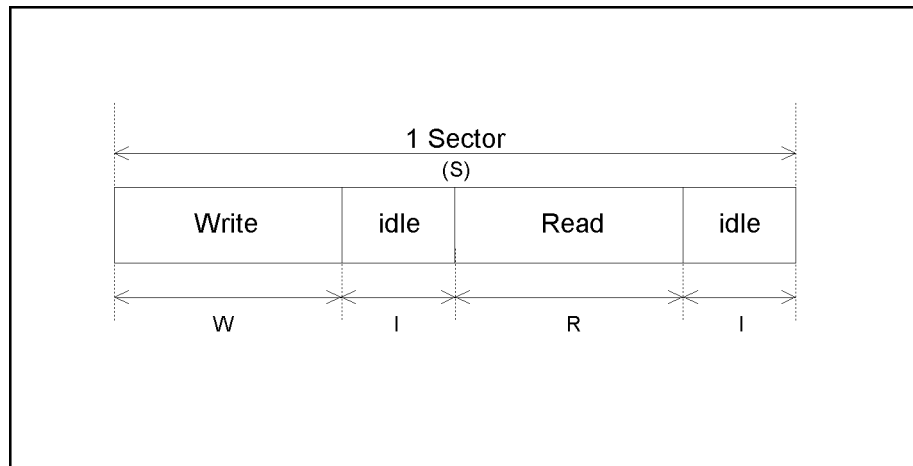 1 Sector
(S)
Write idle Read idle
W I R I